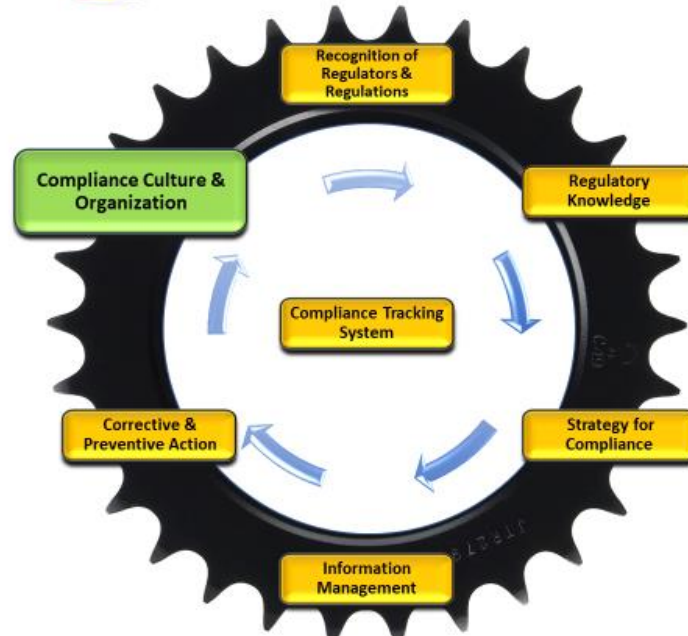 Recognition of
Regulators &
Regulations
Compliance Culture &
Organization
Regulatory
Knowledge
Compliance Tracking
System
Corrective &
Preventive Action
Strategy for
Compliance
Information
Management